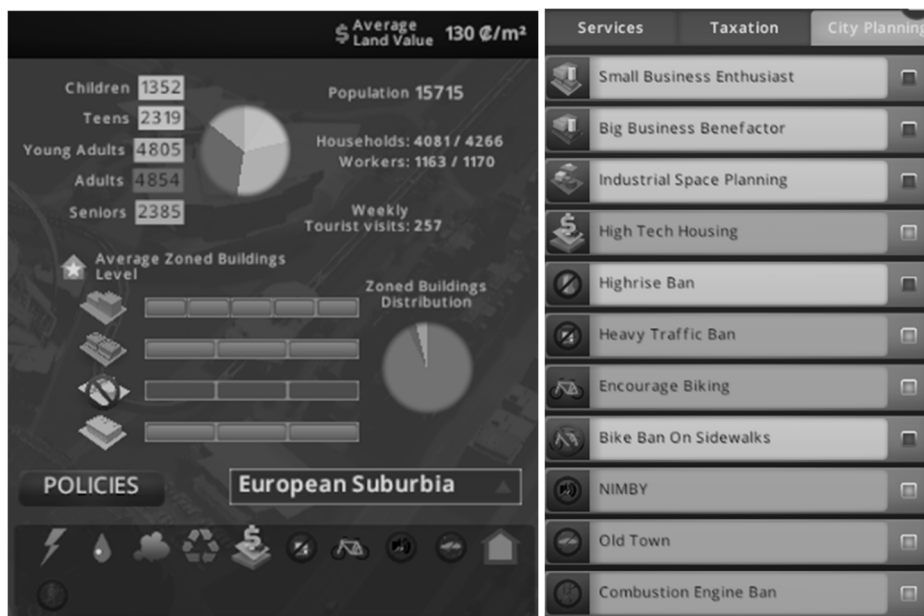 $ Average Land Value 130 ₡/m²
Children 1352
Teens 2319
Young Adults 4805
Adults 4854
Seniors 2385
Population 15715
Households: 4081 / 4266
Workers: 1163 / 1170
Weekly
Tourist visits: 257
Average Zoned Buildings
Level
Zoned Buildings
Distribution
POLICIES
European Suburbia
Services Taxation City Planning
Small Business Enthusiast
Big Business Benefactor
Industrial Space Planning
High Tech Housing
Highrise Ban
Heavy Traffic Ban
Encourage Biking
Bike Ban On Sidewalks
NIMBY
Old Town
Combustion Engine Ban